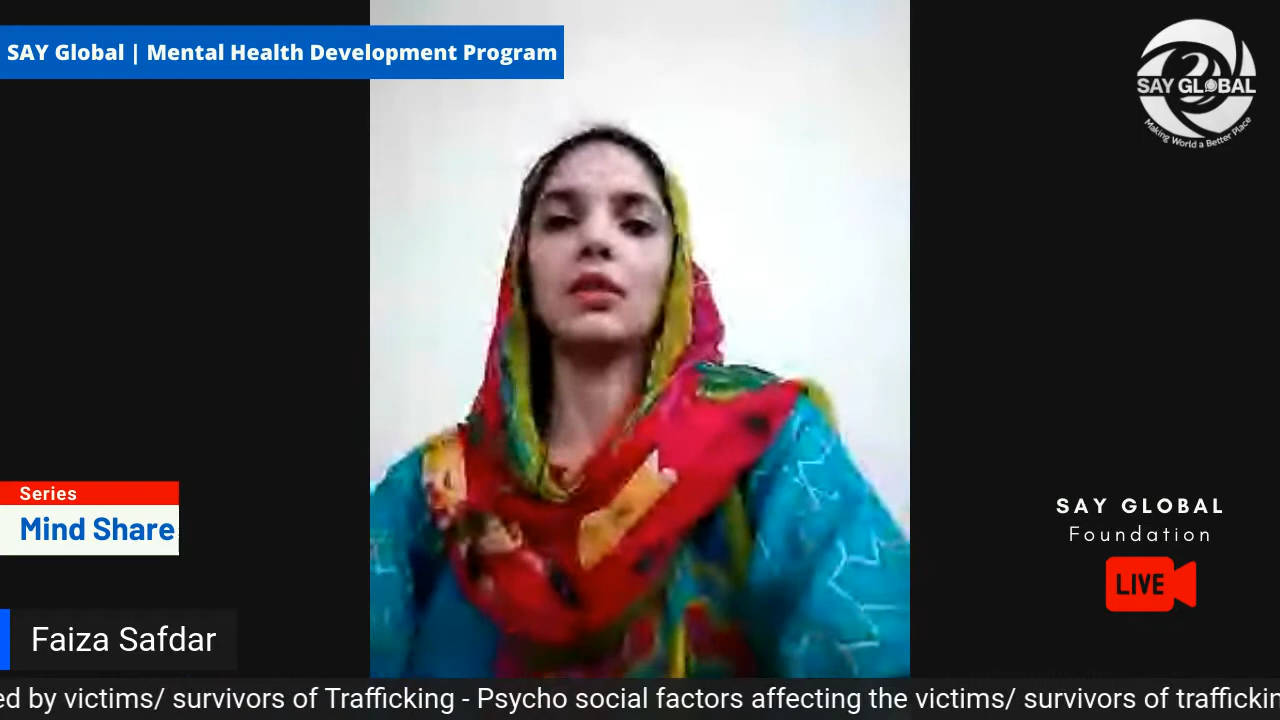 SAY Global | Mental Health Development Program
SAY GLOBAL
Making World a Better Place
Series
Mind Share
SAY GLOBAL
Foundation
LIVE
Faiza Safdar
ed by victims/ survivors of Trafficking - Psycho social factors affecting the victims/ survivors of traffickin